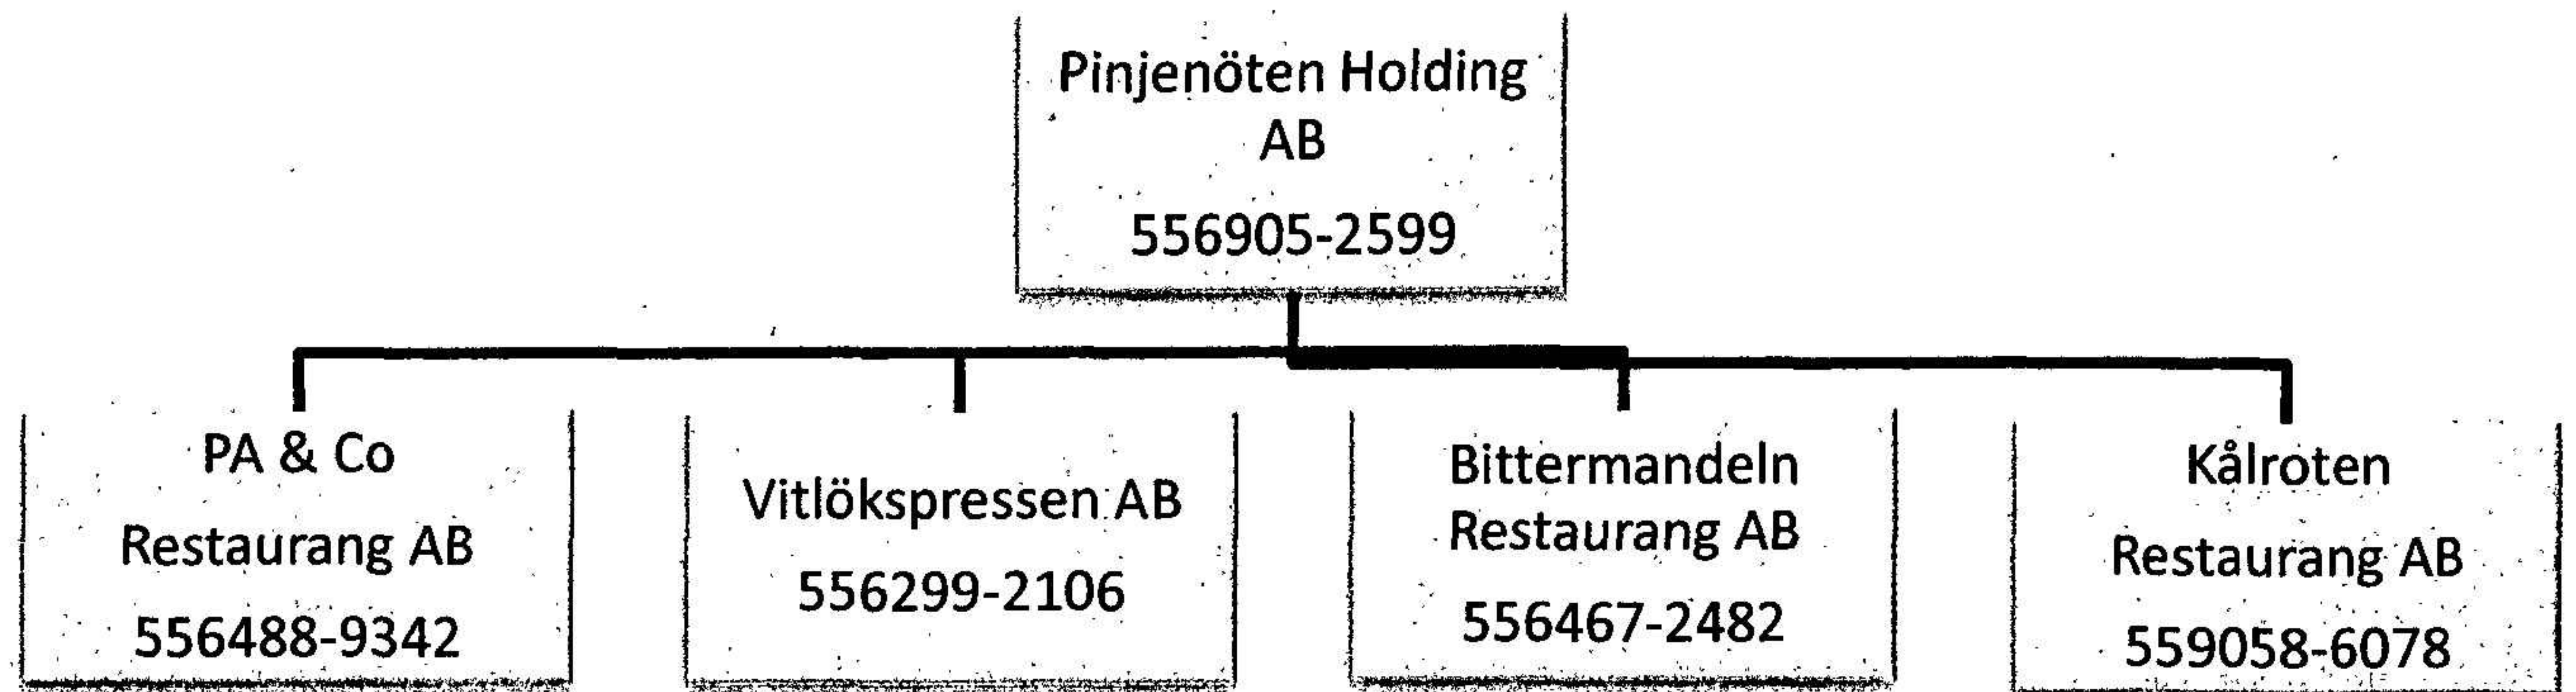 Pinjenöten Holding
AB
556905-2599
PA & Co
Restaurang AB
556488-9342
Vitlökspressen AB
556299-2106
Bittermandeln
Restaurang AB
556467-2482
Kålroten
Restaurang AB
559058-6078